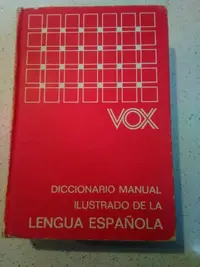 VOX
DICCIONARIO MANUAL
ILUSTRADO DE LA
LENGUA ESPAÑOLA